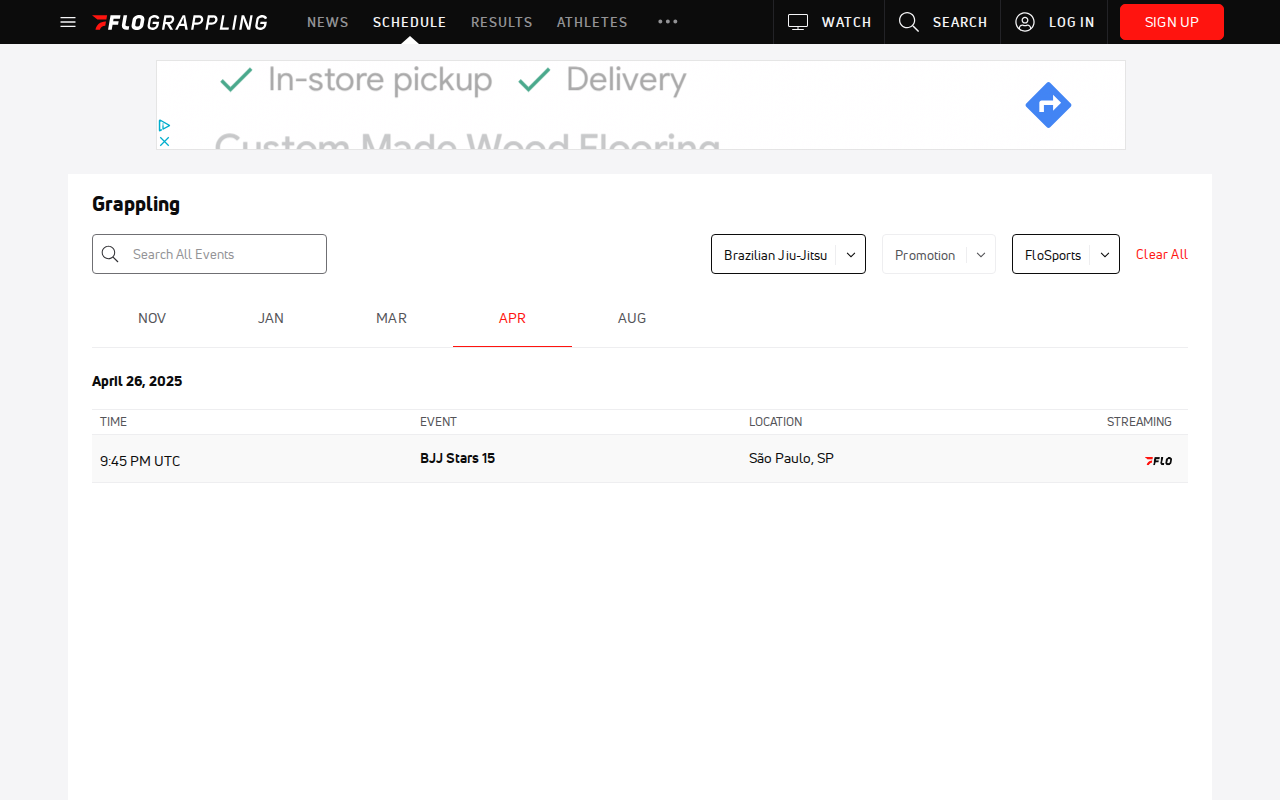 FLOGRAPPLING NEWS SCHEDULE RESULTS ATHLETES WATCH SEARCH LOG IN SIGN UP
In-store pickup Delivery
Custom Made Wood Flooring
Grappling
Search All Events Brazilian Jiu-Jitsu Promotion FloSports Clear All
NOV JAN MAR APR AUG
April 26, 2025
TIME EVENT LOCATION STREAMING
9:45 PM UTC BJJ Stars 15 São Paulo, SP FLO